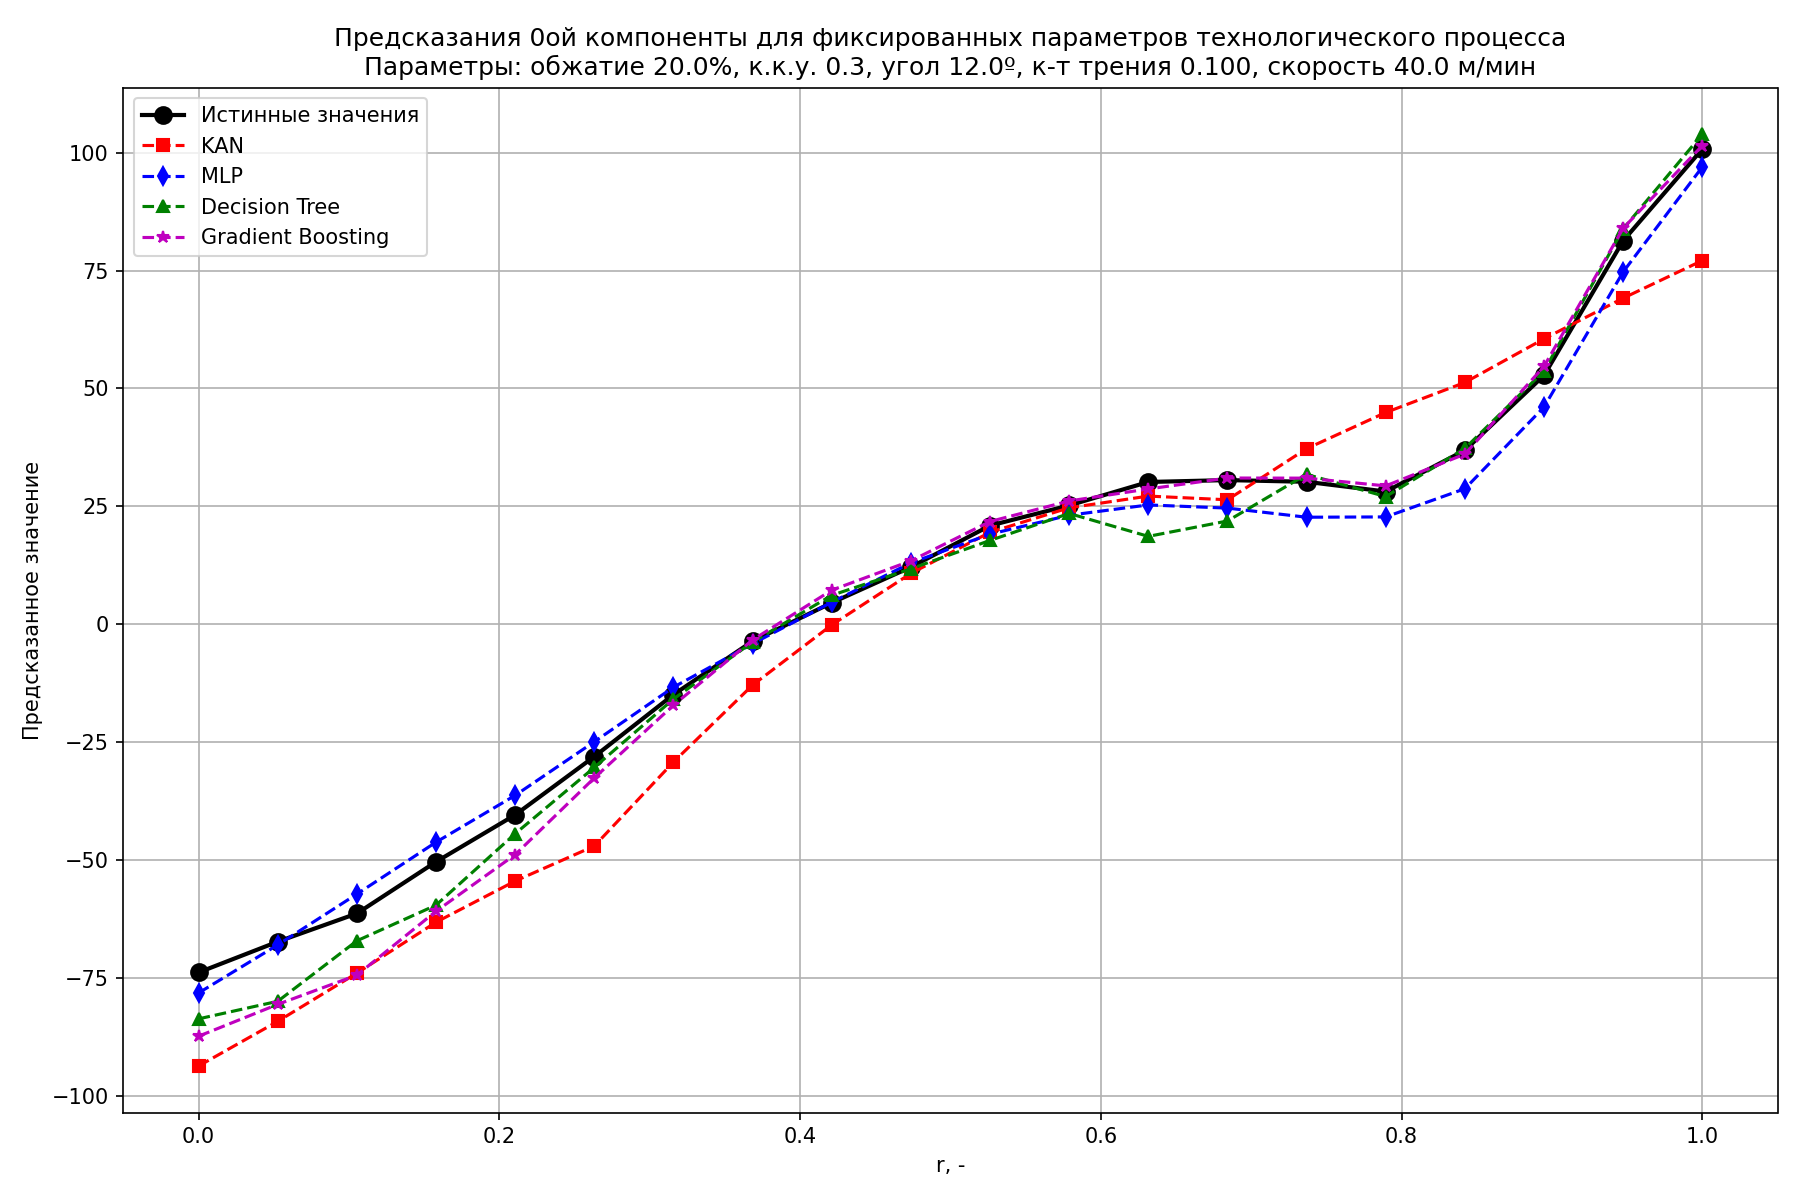 Предсказания 0ой компоненты для фиксированных параметров технологического процесса
Параметры: обжатие 20.0%, к.к.у. 0.3, угол 12.0º, к-т трения 0.100, скорость 40.0 м/мин
Истинные значения
KAN
MLP
Decision Tree
Gradient Boosting
Предсказанное значение
100
75
50
25
0
−25
−50
−75
−100
0.0 0.2 0.4 0.6 0.8 1.0
r, -